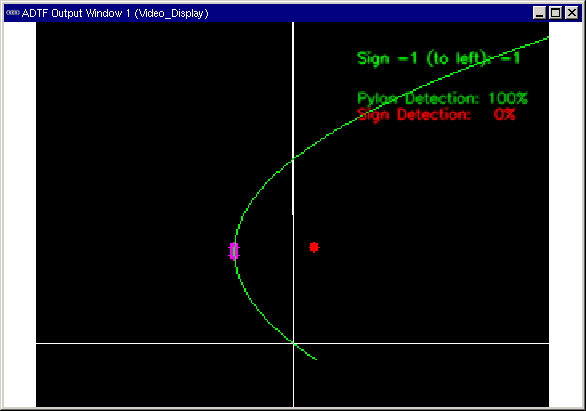 ADTF Output Window 1 (Video_Display)
Sign -1 (to left): -1
Pylon Detection: 100%
Sign Detection: 0%